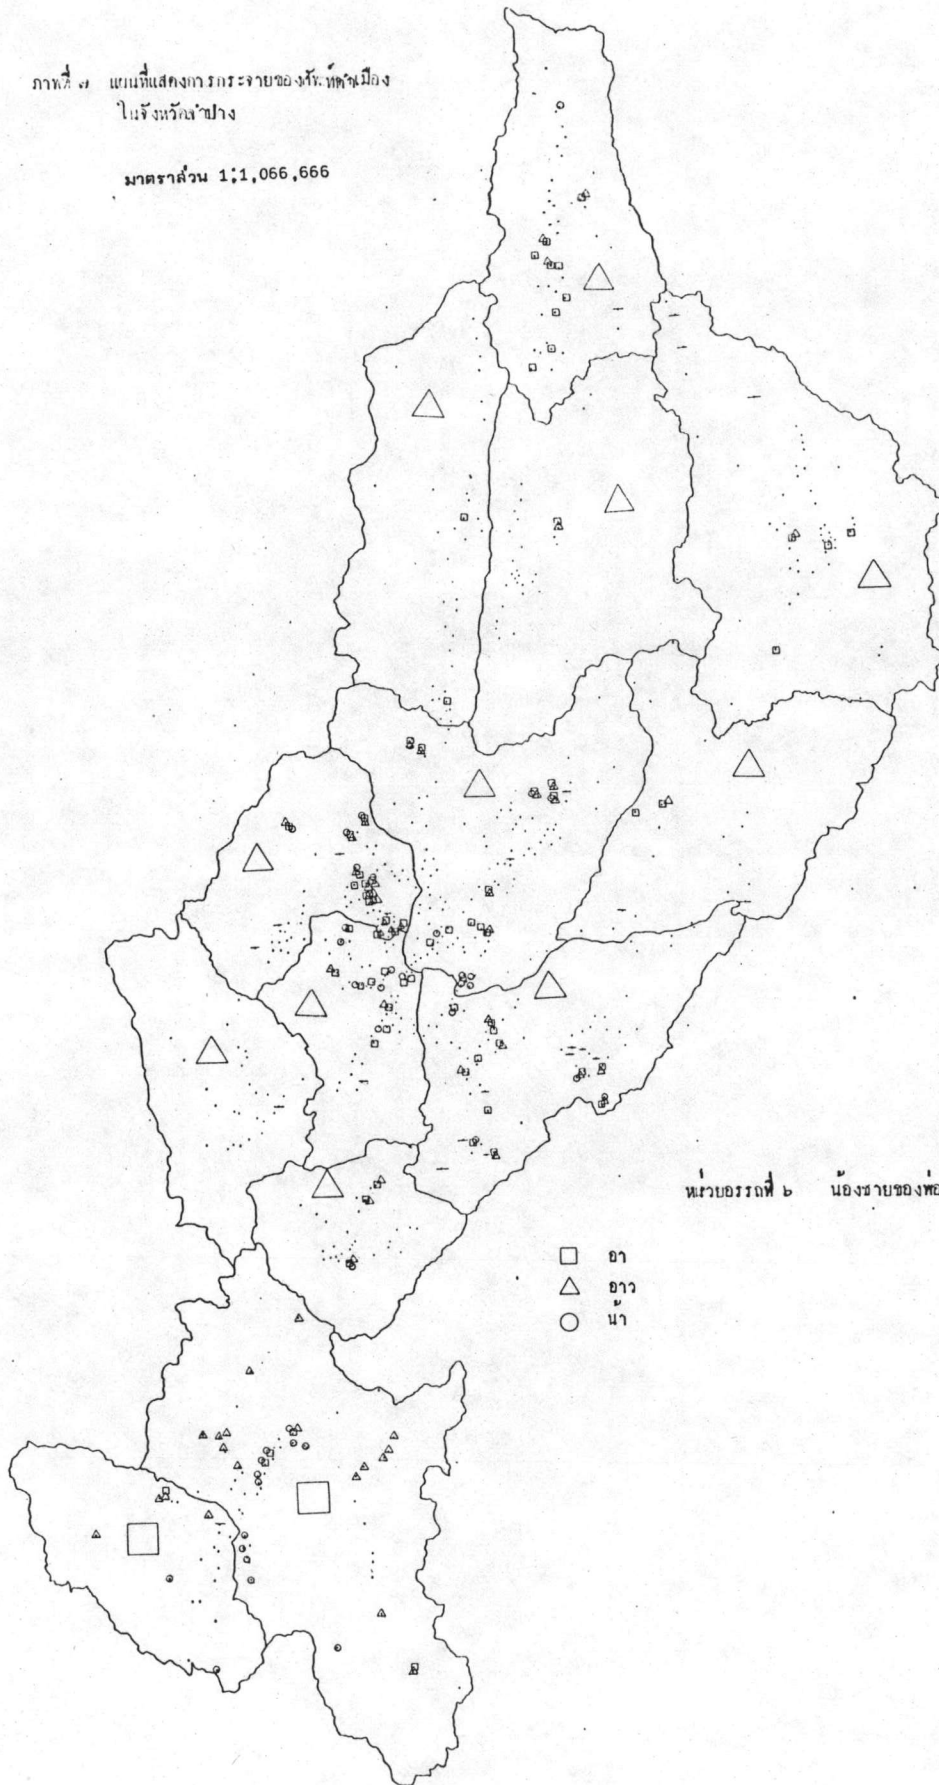 ภาพที่ ๗ แผนที่แสดงการกระจายของศัพท์คำเมือง
ในจังหวัดลำปาง
มาตราส่วน 1:1,066,666
หน่วยอรรถที่ ๖ น้องชายของพ่อ
อา
อาว
น้า